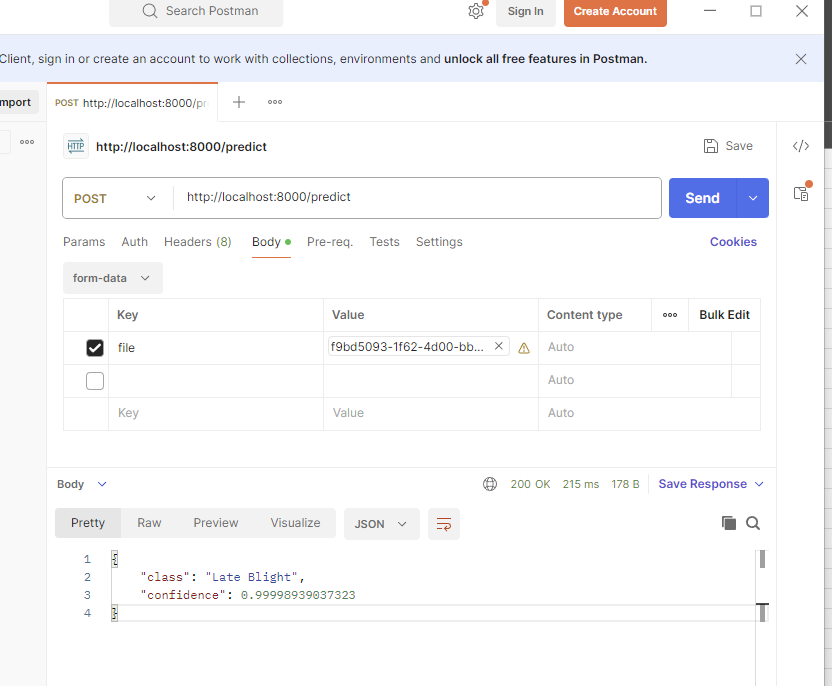 Search Postman
Sign In
Create Account
Client, sign in or create an account to work with collections, environments and unlock all free features in Postman.
mport
POST http://localhost:8000/pr
HTTP
http://localhost:8000/predict
Save
POST
http://localhost:8000/predict
Send
Params Auth Headers (8) Body Pre-req. Tests Settings Cookies
form-data
Key Value Content type Bulk Edit
file f9bd5093-1f62-4d00-bb... Auto
Auto
Key Value Auto
Body 200 OK 215 ms 178 B Save Response
Pretty Raw Preview Visualize JSON
1 {
2 "class": "Late Blight",
3 "confidence": 0.99998939037323
4 }